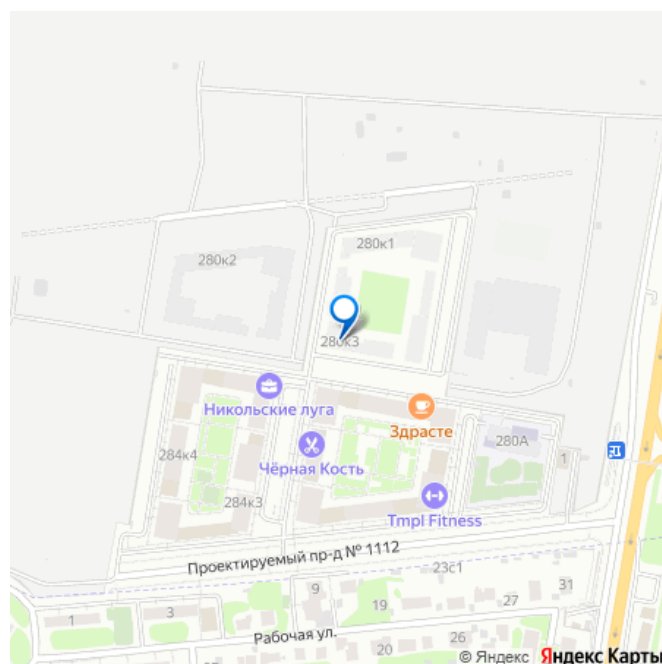 280к1
280к2
280к3
Никольские луга
Здрасте
284к4
Чёрная Кость
280А
1
284к3
Tmpl Fitness
Проектируемый пр-д № 1112
23с1
31
9
1
3
19
27
Рабочая ул.
20
26
© Яндекс Яндекс Карты